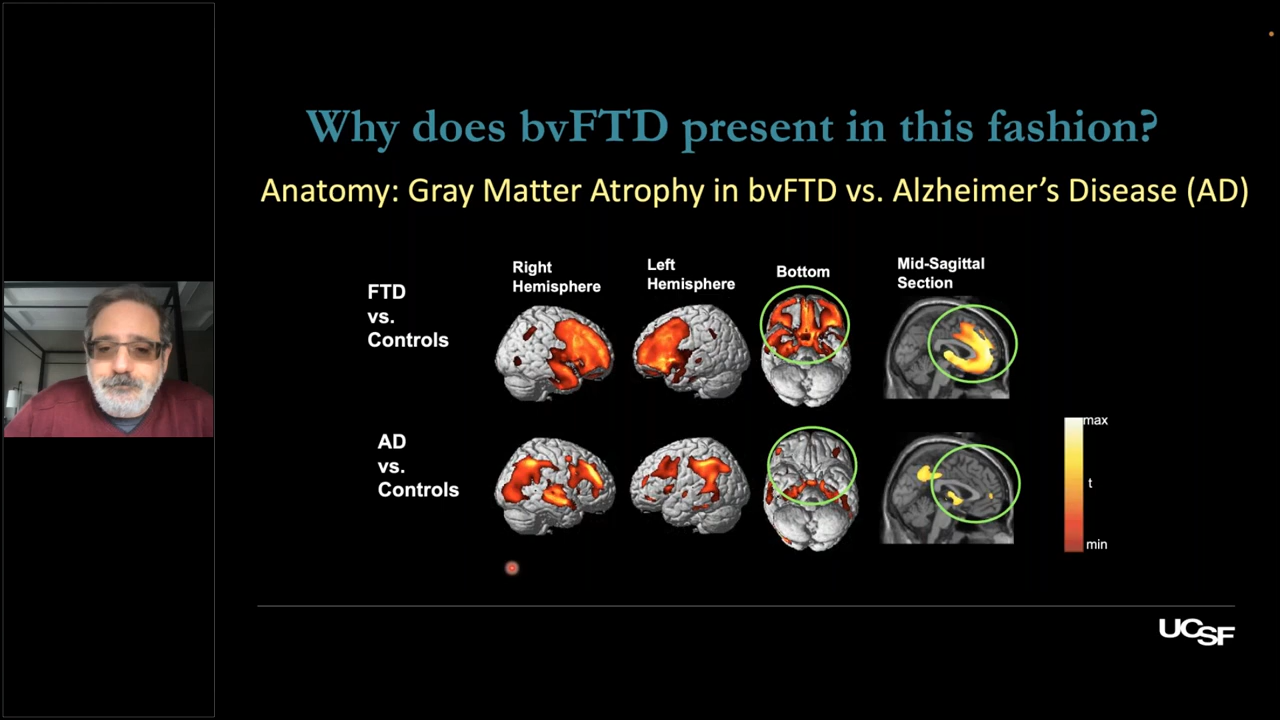 Why does bvFTD present in this fashion?
Anatomy: Gray Matter Atrophy in bvFTD vs. Alzheimer’s Disease (AD)
Right
Hemisphere
Left
Hemisphere
Bottom
Mid-Sagittal
Section
FTD
vs.
Controls
AD
vs.
Controls
max
t
min
UCSF